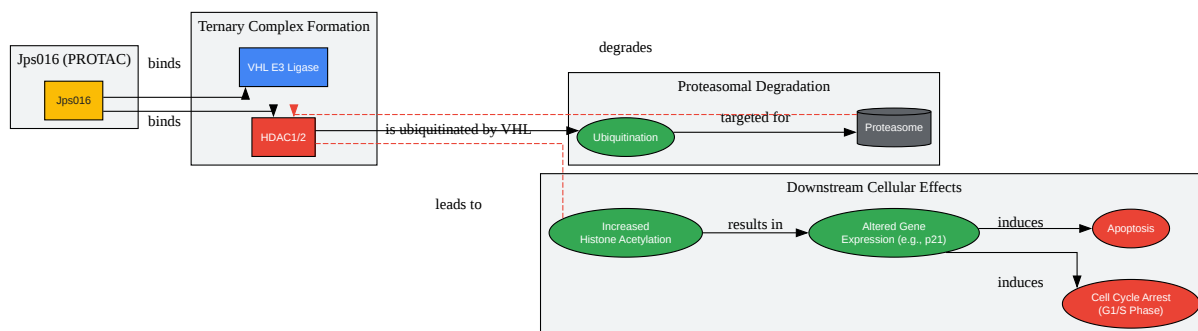 Ternary Complex Formation
Jps016 (PROTAC)
binds
VHL E3 Ligase
degrades
Jps016
binds
HDAC1/2
is ubiquitinated by VHL
Proteasomal Degradation
Ubiquitination
targeted for
Proteasome
leads to
Downstream Cellular Effects
Increased
Histone Acetylation
results in
Altered Gene
Expression (e.g., p21)
induces
Apoptosis
induces
Cell Cycle Arrest
(G1/S Phase)